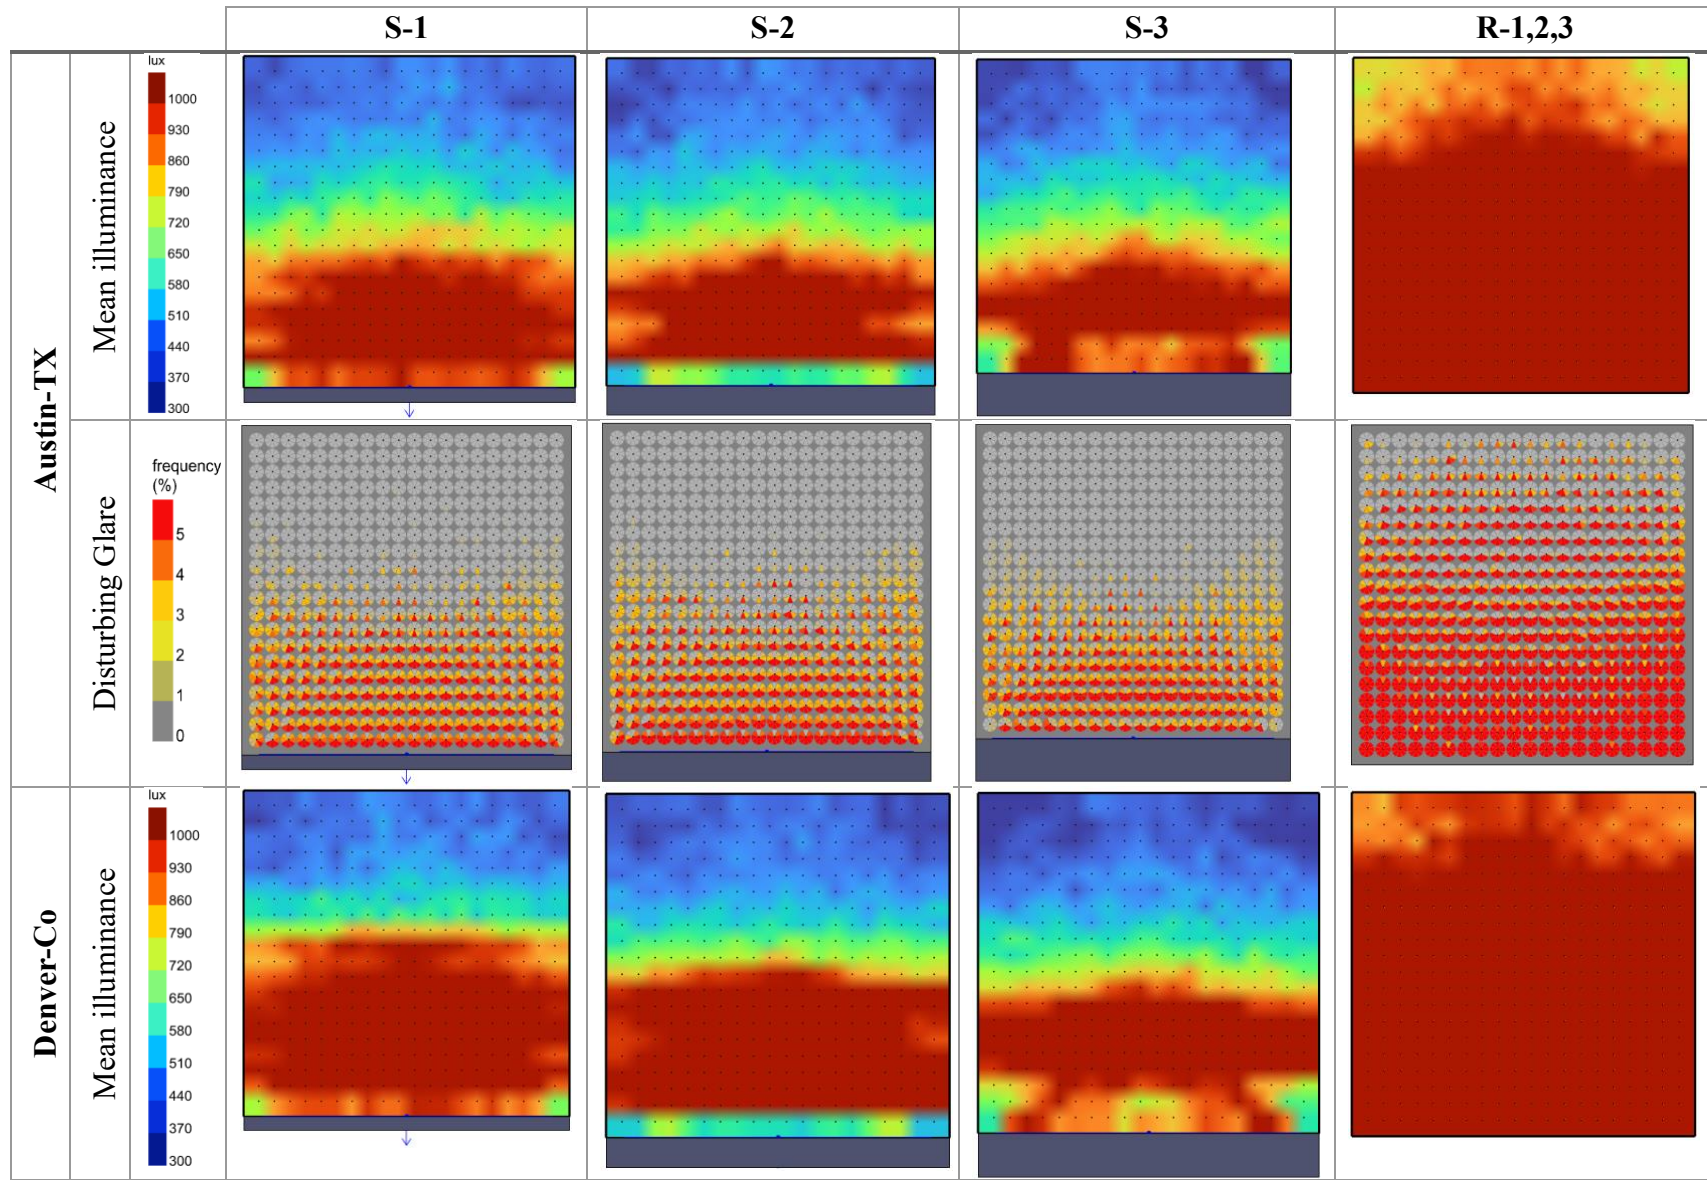 S-1
S-2
S-3
R-1,2,3
Austin-TX
Mean illuminance
lux
1000
930
860
790
720
650
580
510
440
370
300
Disturbing Glare
frequency
(%)
5
4
3
2
1
0
Denver-Co
Mean illuminance
lux
1000
930
860
790
720
650
580
510
440
370
300